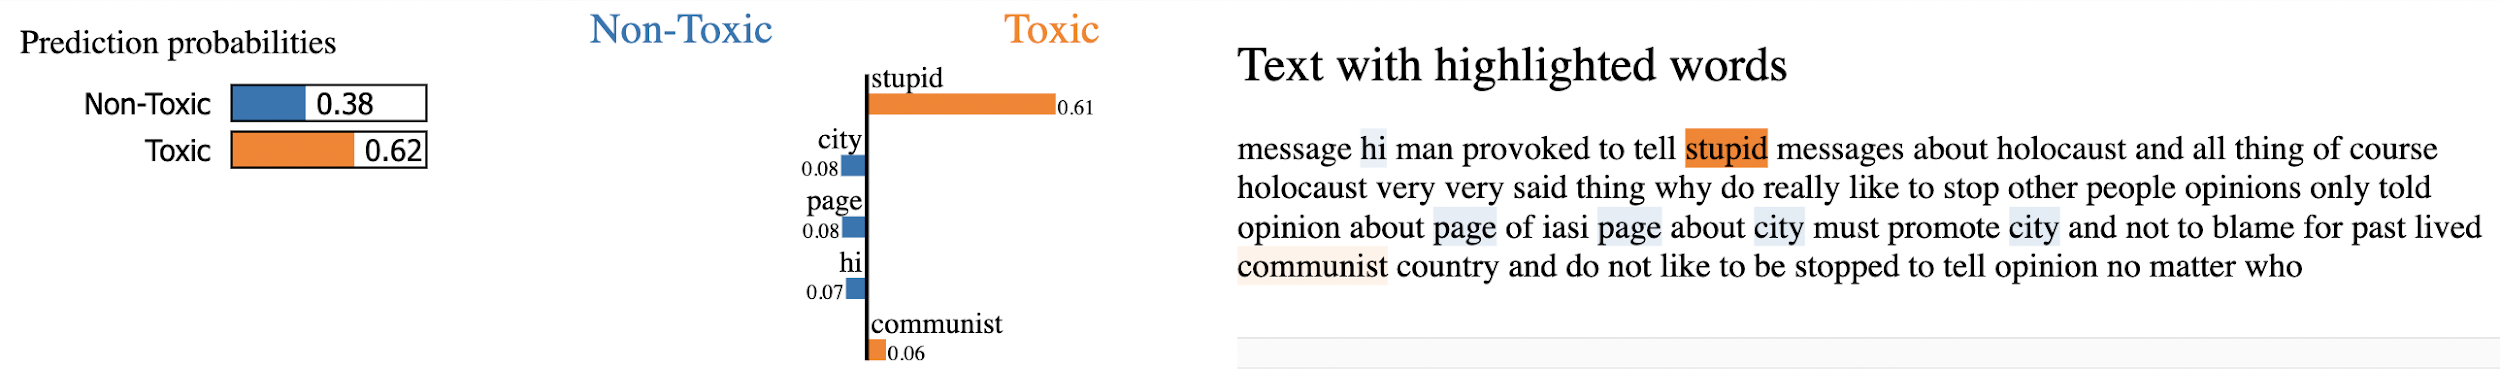 Prediction probabilities
Non-Toxic 0.38
Toxic 0.62
Non-Toxic Toxic
stupid
0.61
city
0.08
page
0.08
hi
0.07
communist
0.06
Text with highlighted words
message hi man provoked to tell stupid messages about holocaust and all thing of course
holocaust very very said thing why do really like to stop other people opinions only told
opinion about page of iasi page about city must promote city and not to blame for past lived
communist country and do not like to be stopped to tell opinion no matter who